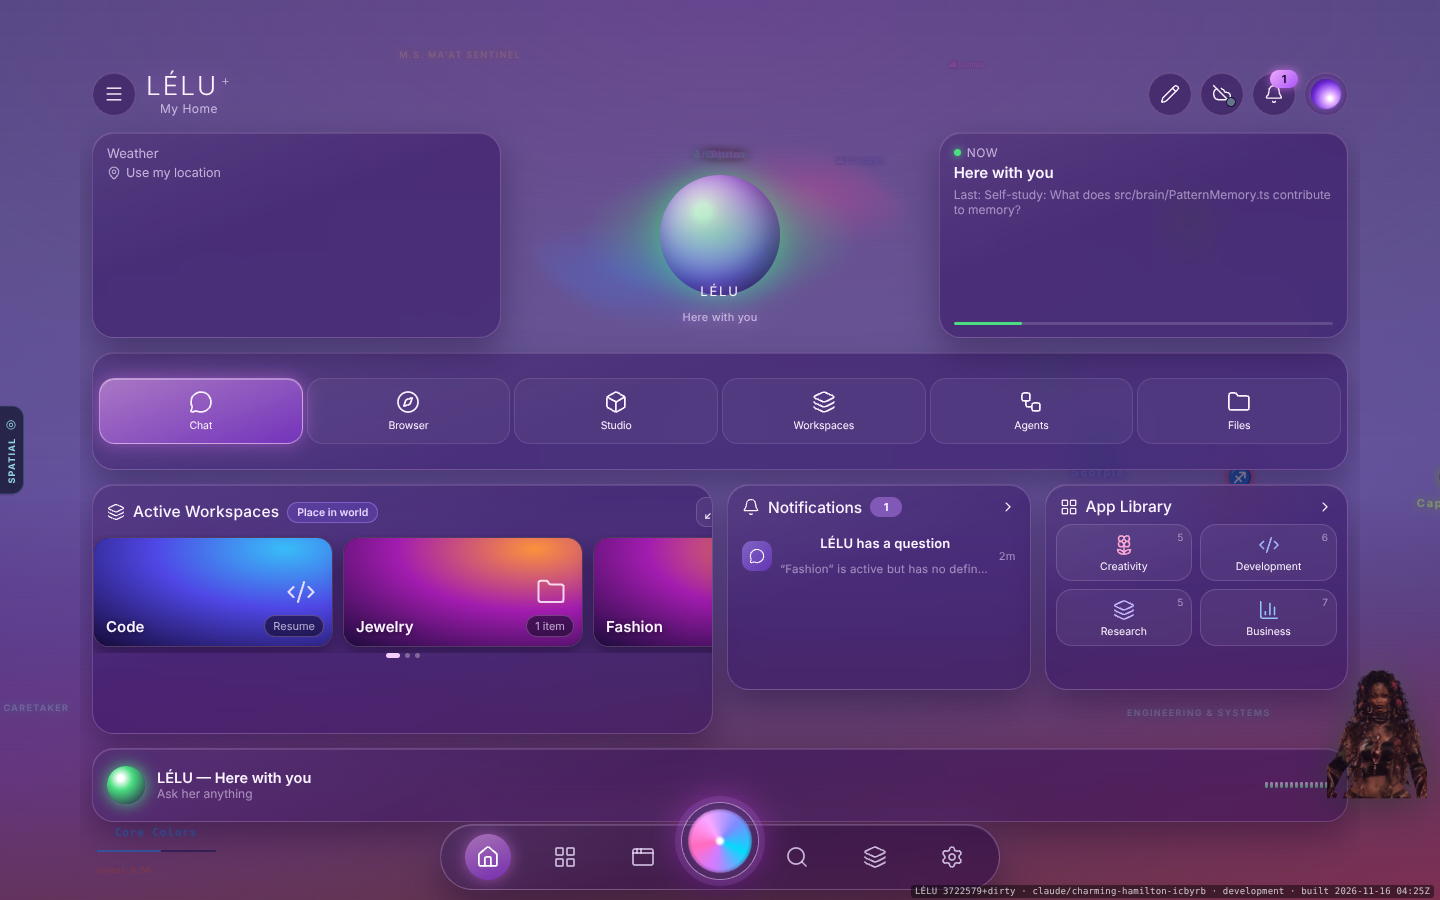 M.S. MA'AT SENTINEL
LÉLU +
My Home
1
Weather
Use my location
LÉLU
Here with you
NOW
Here with you
Last: Self-study: What does src/brain/PatternMemory.ts contribute
to memory?
SPATIAL
Chat
Browser
Studio
Workspaces
Agents
Files
Active Workspaces
Place in world
Code
Resume
Jewelry
1 item
Fashion
Notifications
1
LÉLU has a question
2m
“Fashion” is active but has no defin...
App Library
5
Creativity
6
Development
5
Research
7
Business
CARETAKER
ENGINEERING & SYSTEMS
LÉLU — Here with you
Ask her anything
Core Colors
LÉLU 3722579+dirty · claude/charming-hamilton-icbyrb · development · built 2026-11-16 04:25Z